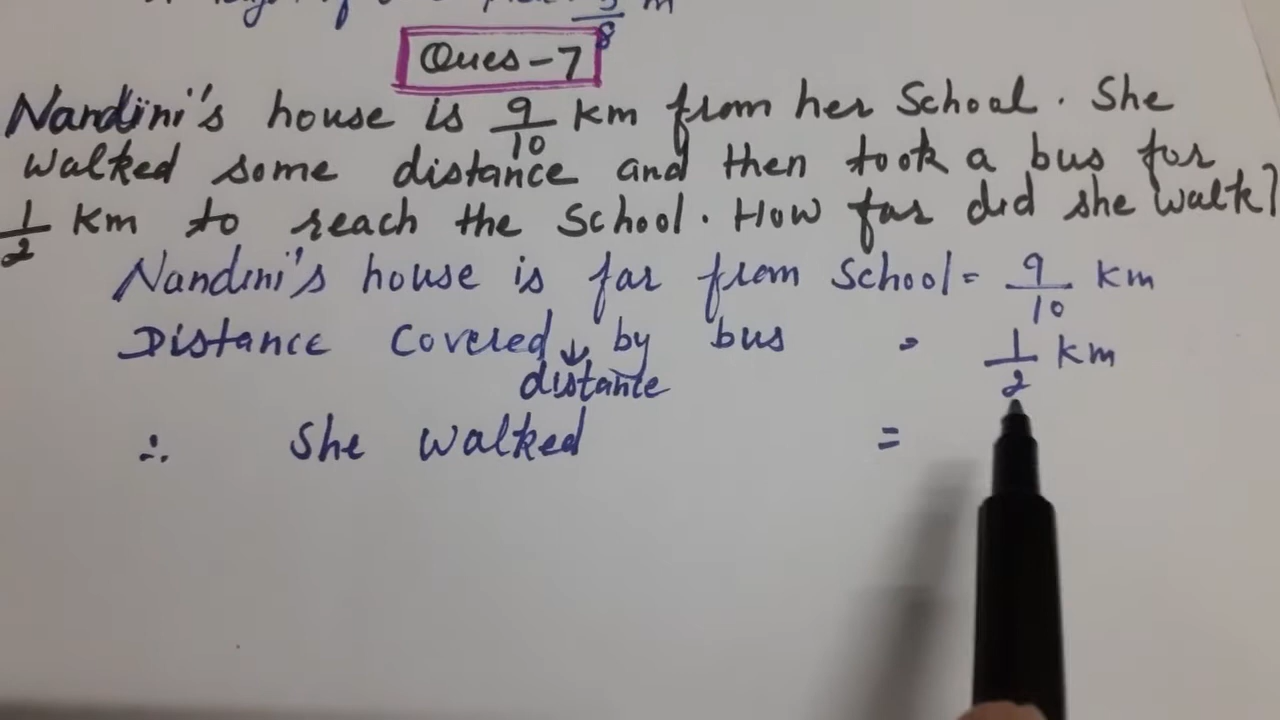 5/8 m
Ques-7
Nandini's house is 9/10 km from her School. She
walked some distance and then took a bus for
1/2 km to reach the School. How far did she walk?
Nandini's house is far from School = 9/10 km
Distance covered by bus = 1/2 km
distance
∴ She walked =